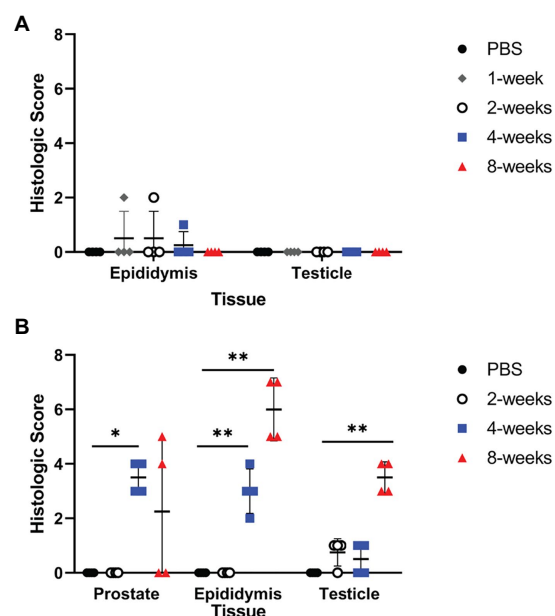 A
Histologic Score
8
6
4
2
0
Epididymis Testicle
Tissue
PBS
1-week
2-weeks
4-weeks
8-weeks
B
Histologic Score
8
6
4
2
0
*
**
**
**
Prostate Epididymis Testicle
Tissue
PBS
2-weeks
4-weeks
8-weeks